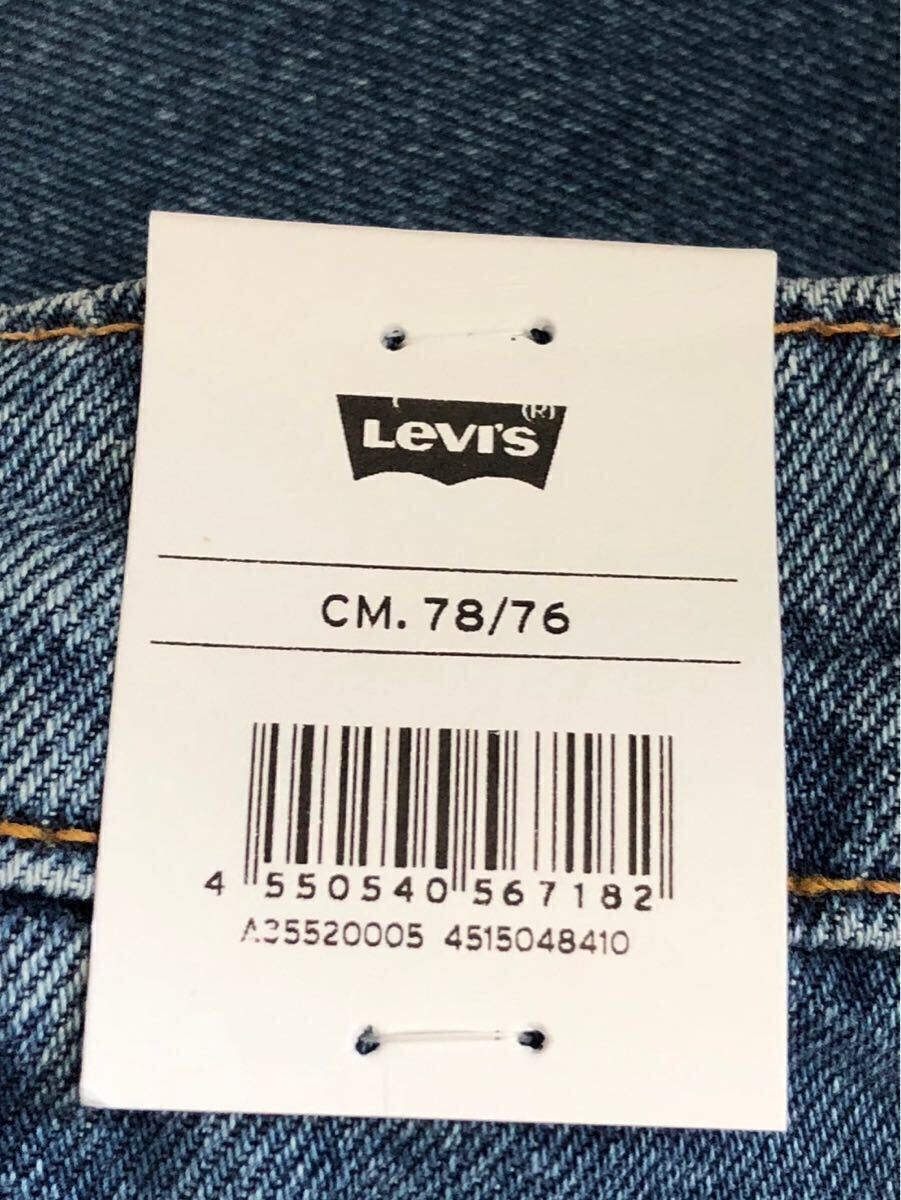 Levi's (R)
CM. 78/76
4 550540 567182
A35520005 4515048410